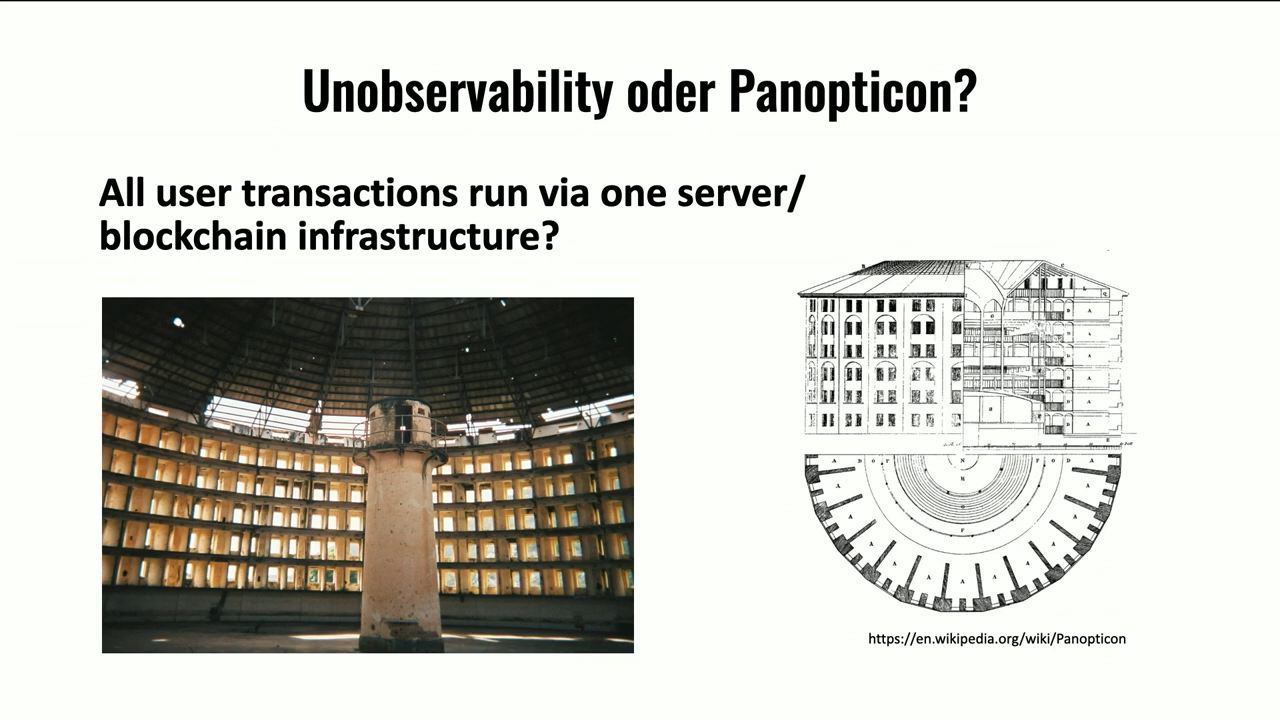 Unobservability oder Panopticon?
All user transactions run via one server/
blockchain infrastructure?
https://en.wikipedia.org/wiki/Panopticon